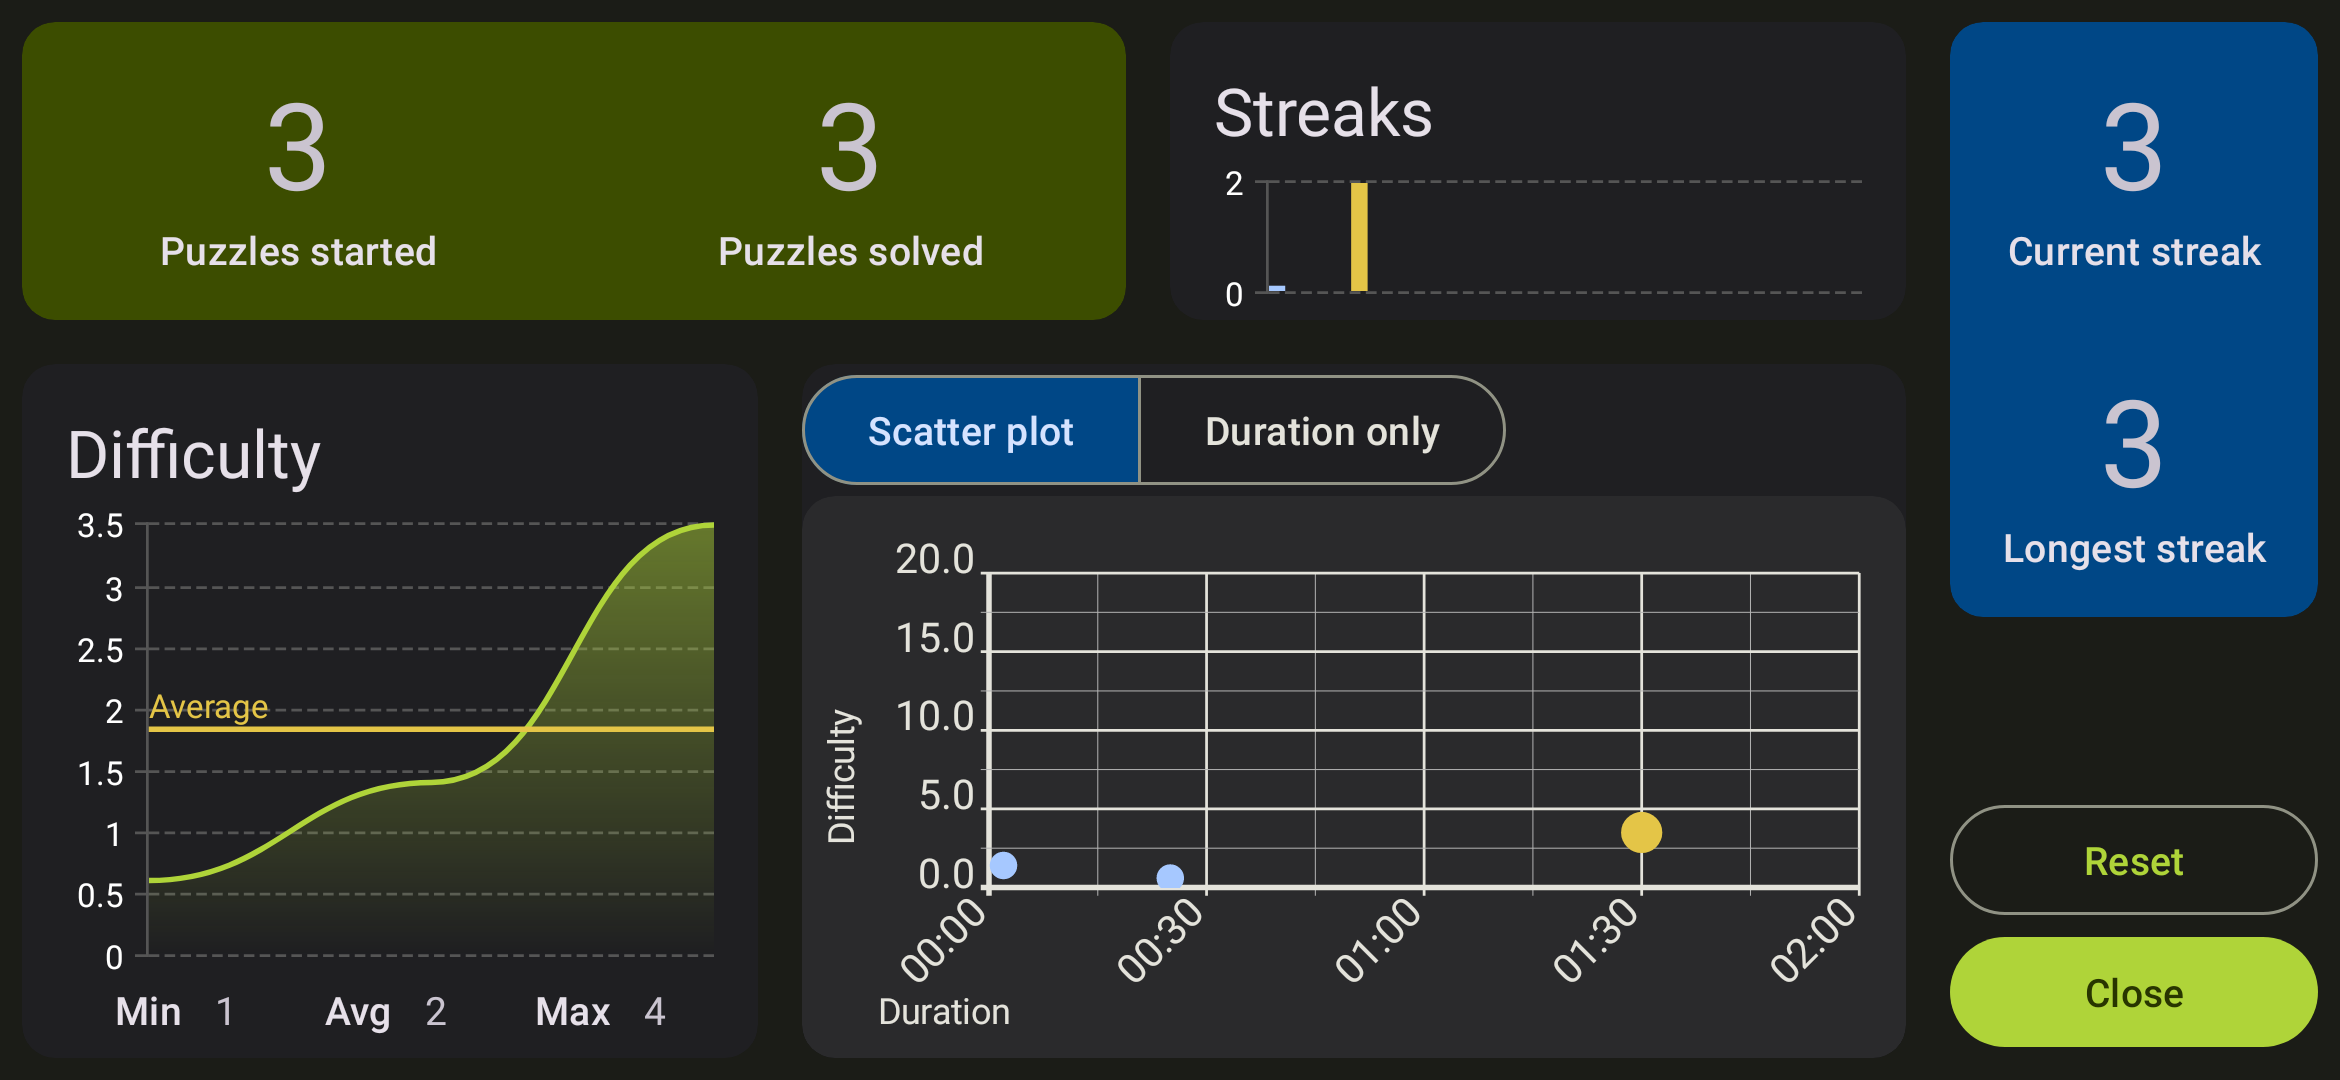 3
Puzzles started
3
Puzzles solved
Streaks
2
0
3
Current streak
3
Longest streak
Difficulty
3.5
3
2.5
2
1.5
1
0.5
0
Average
Min 1 Avg 2 Max 4
Scatter plot
Duration only
20.0
15.0
10.0
5.0
0.0
Difficulty
00:00
00:30
01:00
01:30
02:00
Duration
Reset
Close